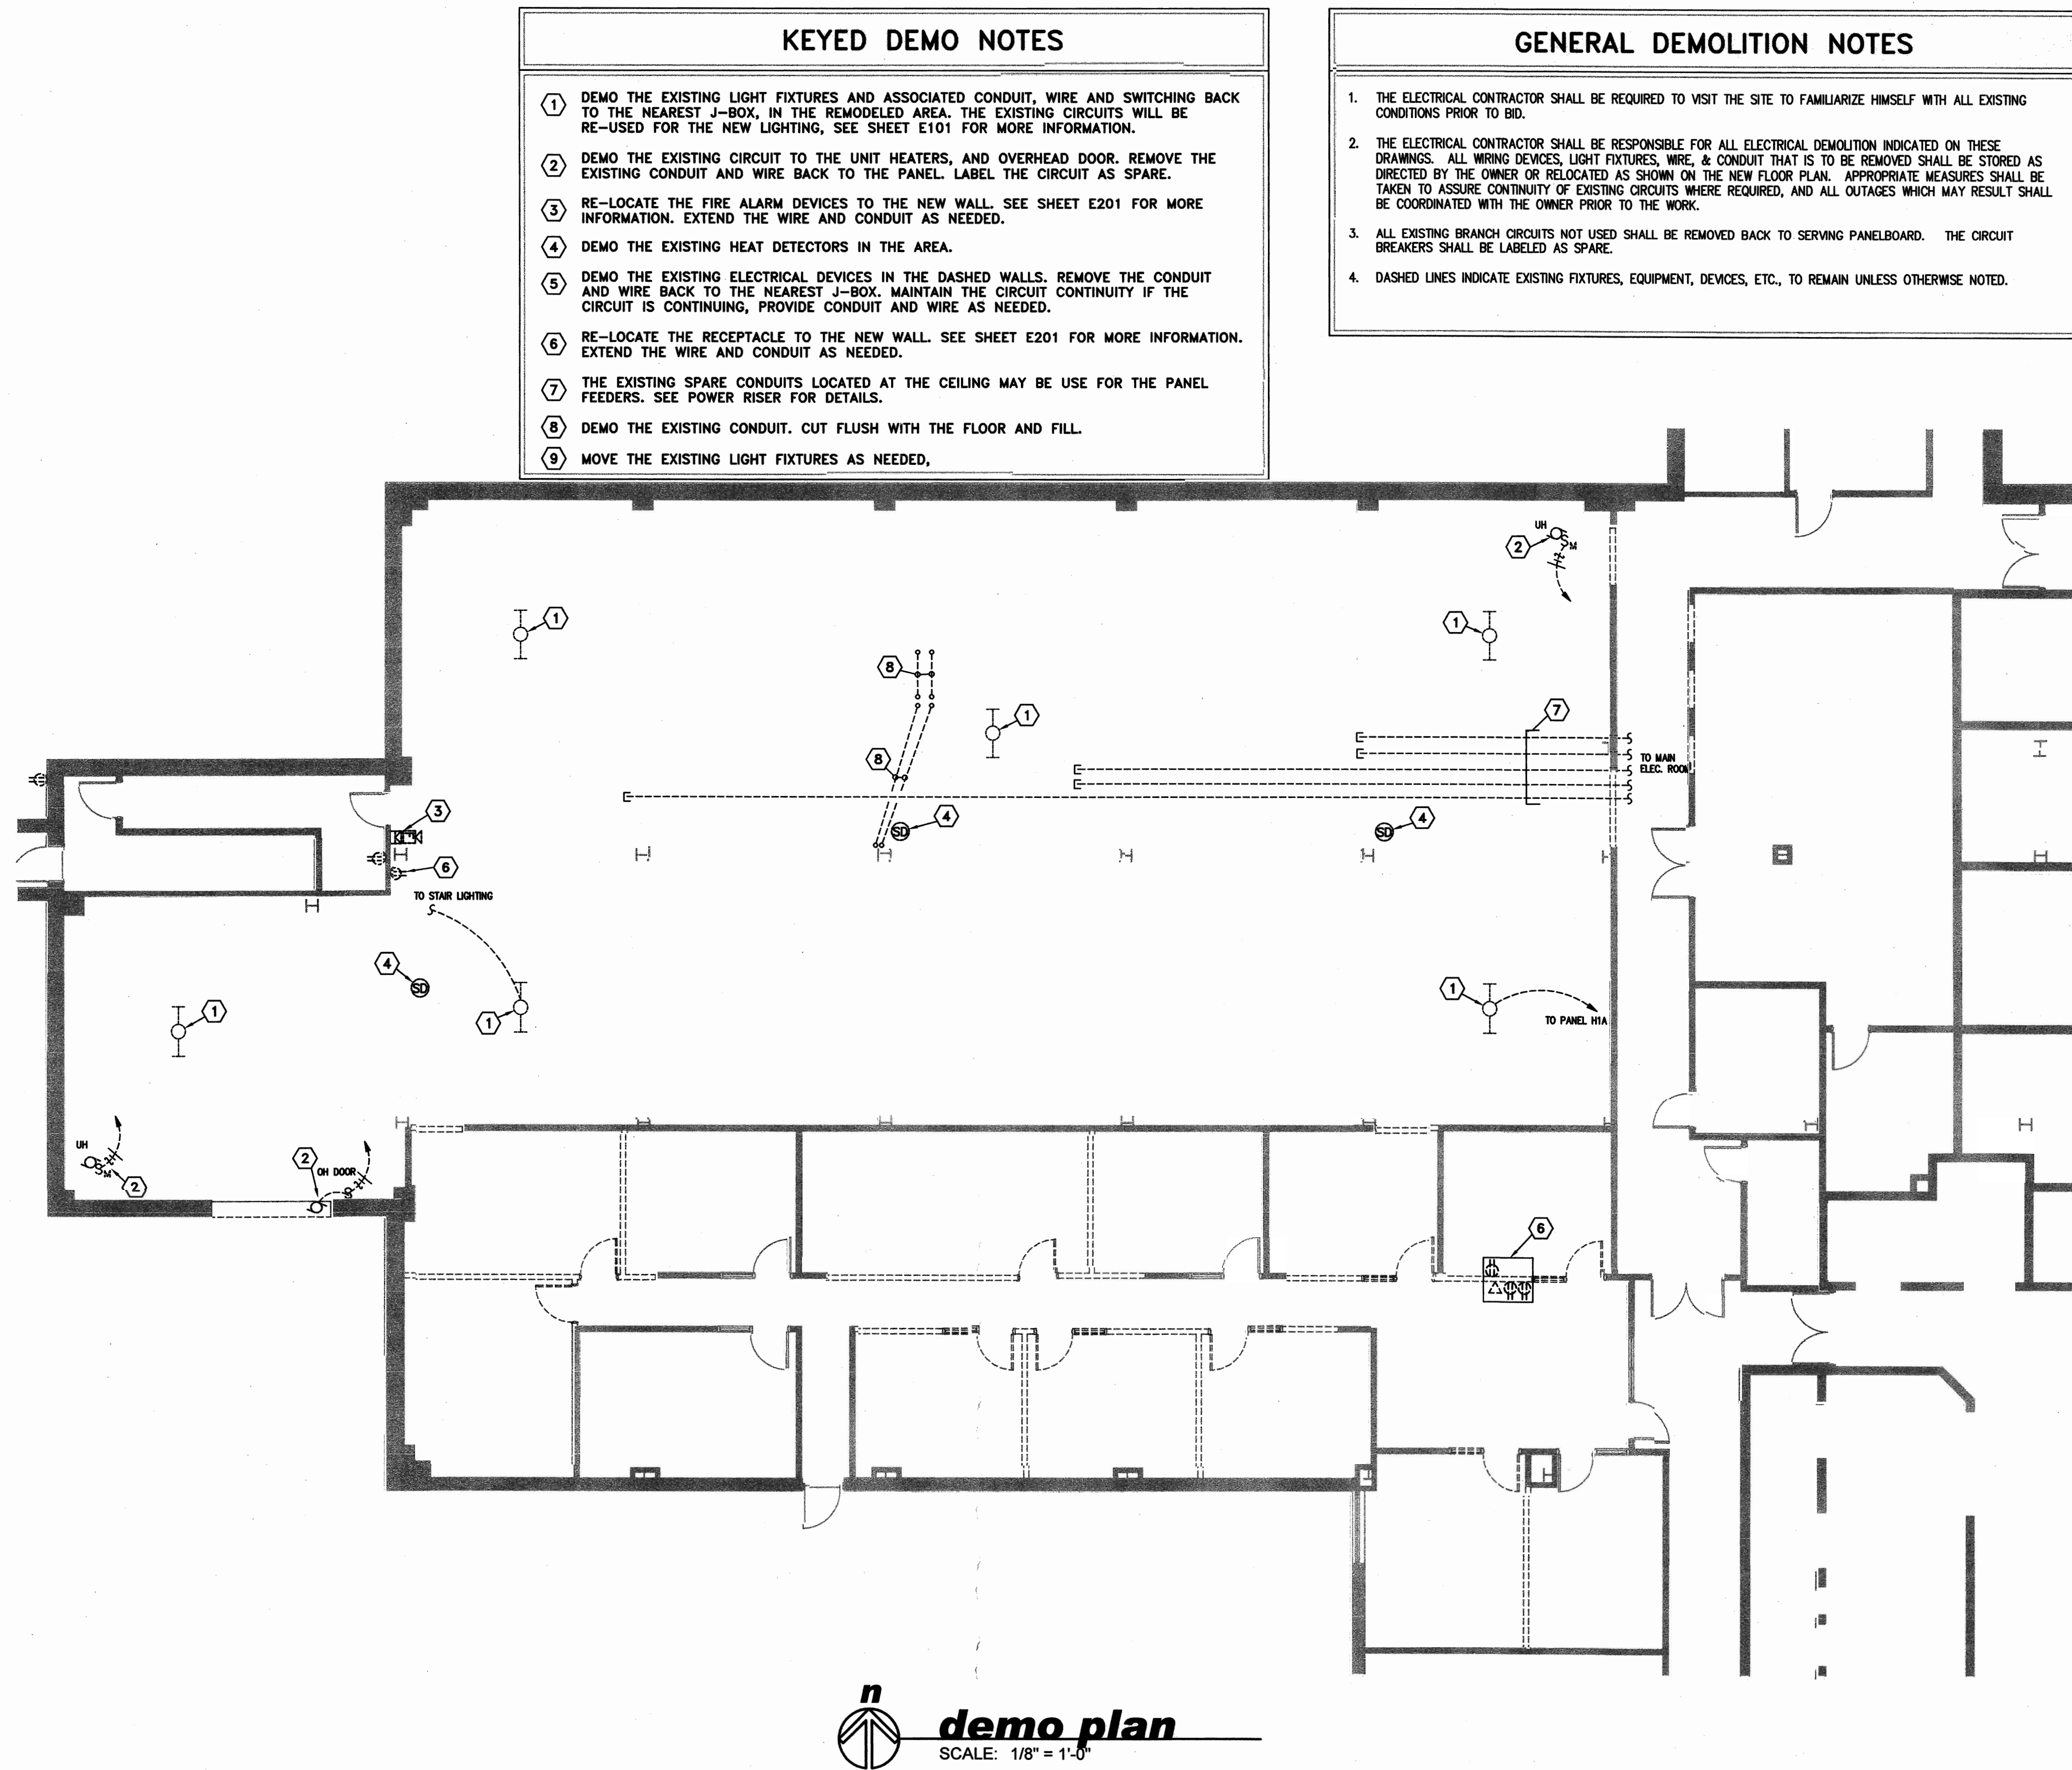 KEYED DEMO NOTES
1 DEMO THE EXISTING LIGHT FIXTURES AND ASSOCIATED CONDUIT, WIRE AND SWITCHING BACK
TO THE NEAREST J-BOX, IN THE REMODELED AREA. THE EXISTING CIRCUITS WILL BE
RE-USED FOR THE NEW LIGHTING, SEE SHEET E101 FOR MORE INFORMATION.
2 DEMO THE EXISTING CIRCUIT TO THE UNIT HEATERS, AND OVERHEAD DOOR. REMOVE THE
EXISTING CONDUIT AND WIRE BACK TO THE PANEL. LABEL THE CIRCUIT AS SPARE.
3 RE-LOCATE THE FIRE ALARM DEVICES TO THE NEW WALL. SEE SHEET E201 FOR MORE
INFORMATION. EXTEND THE WIRE AND CONDUIT AS NEEDED.
4 DEMO THE EXISTING HEAT DETECTORS IN THE AREA.
5 DEMO THE EXISTING ELECTRICAL DEVICES IN THE DASHED WALLS. REMOVE THE CONDUIT
AND WIRE BACK TO THE NEAREST J-BOX. MAINTAIN THE CIRCUIT CONTINUITY IF THE
CIRCUIT IS CONTINUING, PROVIDE CONDUIT AND WIRE AS NEEDED.
6 RE-LOCATE THE RECEPTACLE TO THE NEW WALL. SEE SHEET E201 FOR MORE INFORMATION.
EXTEND THE WIRE AND CONDUIT AS NEEDED.
7 THE EXISTING SPARE CONDUITS LOCATED AT THE CEILING MAY BE USE FOR THE PANEL
FEEDERS. SEE POWER RISER FOR DETAILS.
8 DEMO THE EXISTING CONDUIT. CUT FLUSH WITH THE FLOOR AND FILL.
9 MOVE THE EXISTING LIGHT FIXTURES AS NEEDED,
GENERAL DEMOLITION NOTES
1. THE ELECTRICAL CONTRACTOR SHALL BE REQUIRED TO VISIT THE SITE TO FAMILIARIZE HIMSELF WITH ALL EXISTING
CONDITIONS PRIOR TO BID.
2. THE ELECTRICAL CONTRACTOR SHALL BE RESPONSIBLE FOR ALL ELECTRICAL DEMOLITION INDICATED ON THESE
DRAWINGS. ALL WIRING DEVICES, LIGHT FIXTURES, WIRE, & CONDUIT THAT IS TO BE REMOVED SHALL BE STORED AS
DIRECTED BY THE OWNER OR RELOCATED AS SHOWN ON THE NEW FLOOR PLAN. APPROPRIATE MEASURES SHALL BE
TAKEN TO ASSURE CONTINUITY OF EXISTING CIRCUITS WHERE REQUIRED, AND ALL OUTAGES WHICH MAY RESULT SHALL
BE COORDINATED WITH THE OWNER PRIOR TO THE WORK.
3. ALL EXISTING BRANCH CIRCUITS NOT USED SHALL BE REMOVED BACK TO SERVING PANELBOARD. THE CIRCUIT
BREAKERS SHALL BE LABELED AS SPARE.
4. DASHED LINES INDICATE EXISTING FIXTURES, EQUIPMENT, DEVICES, ETC., TO REMAIN UNLESS OTHERWISE NOTED.
UH
2
S M
1
1
8
1
7
TO MAIN
ELEC. ROOM
8
3
SD 4
SD 4
6
TO STAIR LIGHTING
4
SD
1
1
1
TO PANEL H1A
UH
S M
2
2
OH DOOR
S
6
n
demo plan
SCALE: 1/8" = 1'-0"